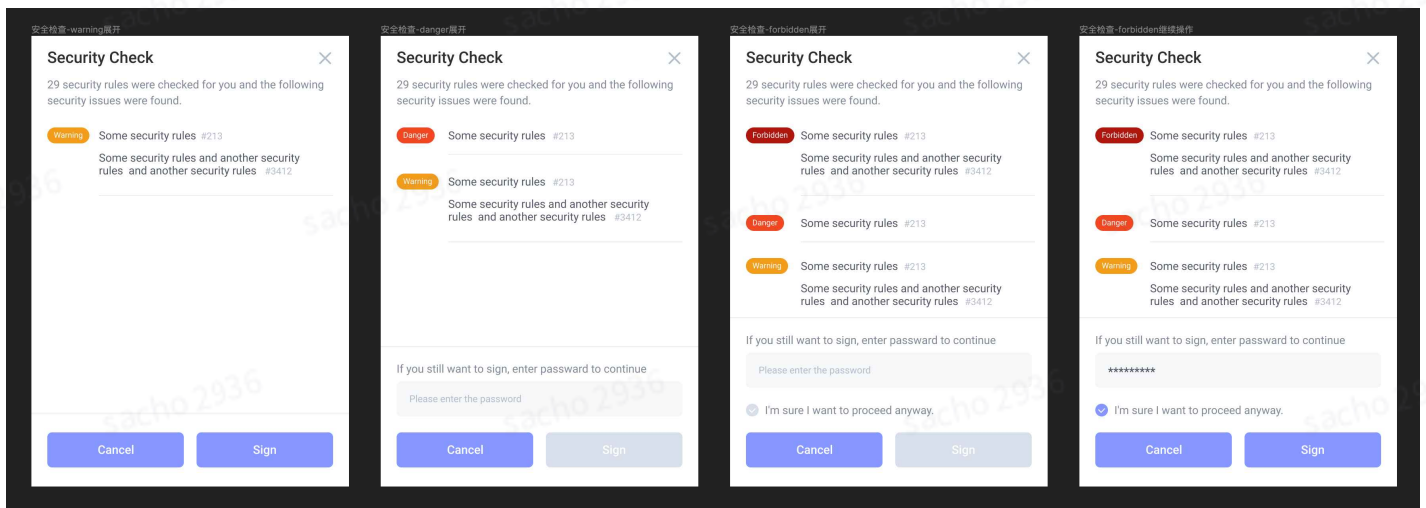 安全检查-warning展开
Security Check
29 security rules were checked for you and the following
security issues were found.
Warning Some security rules #213
Some security rules and another security
rules and another security rules #3412
Cancel Sign
安全检查-danger展开
Security Check
29 security rules were checked for you and the following
security issues were found.
Danger Some security rules #213
Warning Some security rules #213
Some security rules and another security
rules and another security rules #3412
If you still want to sign, enter passward to continue
Please enter the password
Cancel Sign
安全检查-forbidden展开
Security Check
29 security rules were checked for you and the following
security issues were found.
Forbidden Some security rules #213
Some security rules and another security
rules and another security rules #3412
Danger Some security rules #213
Warning Some security rules #213
Some security rules and another security
rules and another security rules #3412
If you still want to sign, enter passward to continue
Please enter the password
I'm sure I want to proceed anyway.
Cancel Sign
安全检查-forbidden继续操作
Security Check
29 security rules were checked for you and the following
security issues were found.
Forbidden Some security rules #213
Some security rules and another security
rules and another security rules #3412
Danger Some security rules #213
Warning Some security rules #213
Some security rules and another security
rules and another security rules #3412
If you still want to sign, enter passward to continue
*********
I'm sure I want to proceed anyway.
Cancel Sign
sacho 2936
sacho 2936
sacho 2936
sacho 2936
sacho 2936
sacho 2936